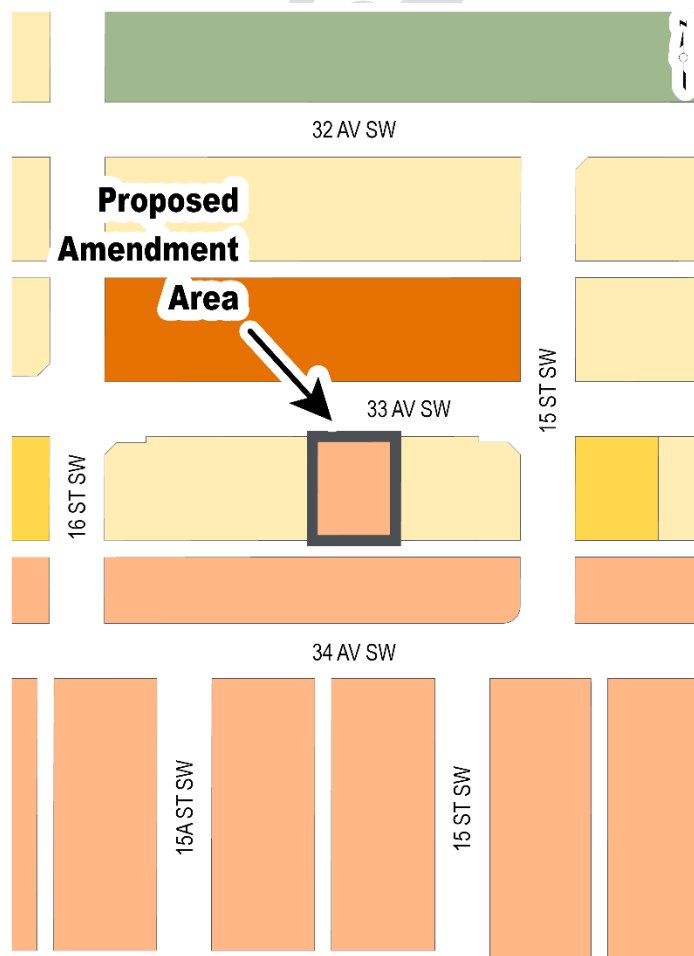 N
32 AV SW
Proposed
Amendment
Area
33 AV SW
15 ST SW
16 ST SW
34 AV SW
15A ST SW
15 ST SW